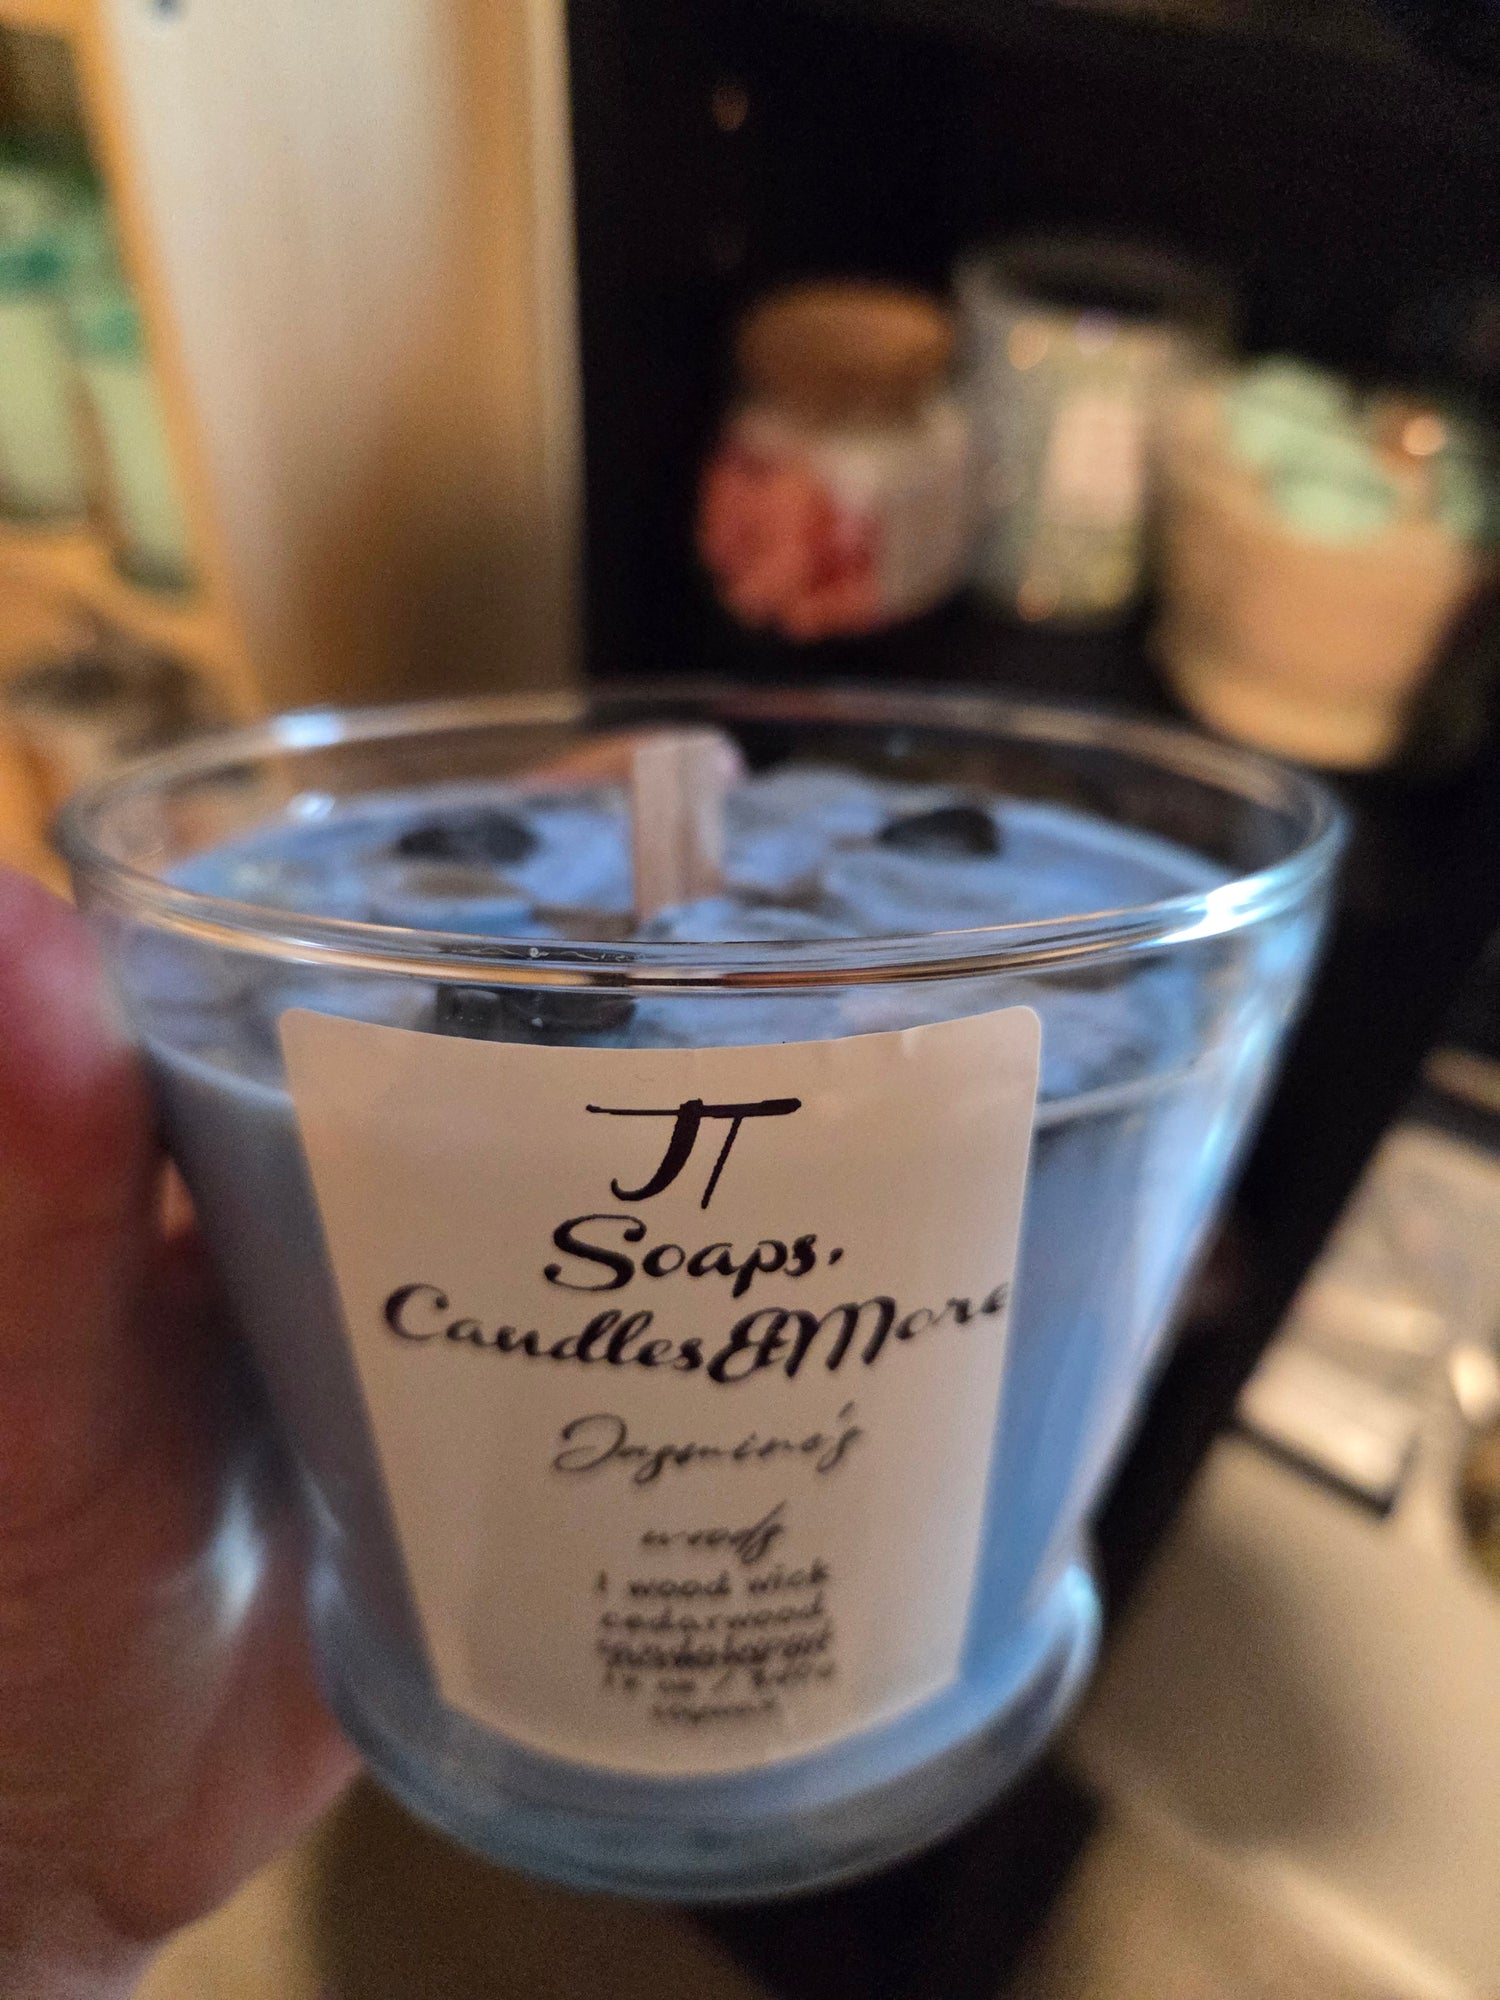 JT
Soaps,
Candles&More
Jasmine's
woods
1 wood wick
cedarwood